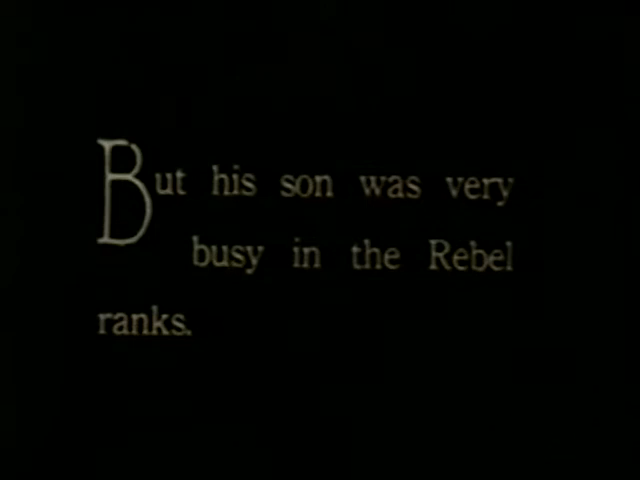 But his son was very
busy in the Rebel
ranks.